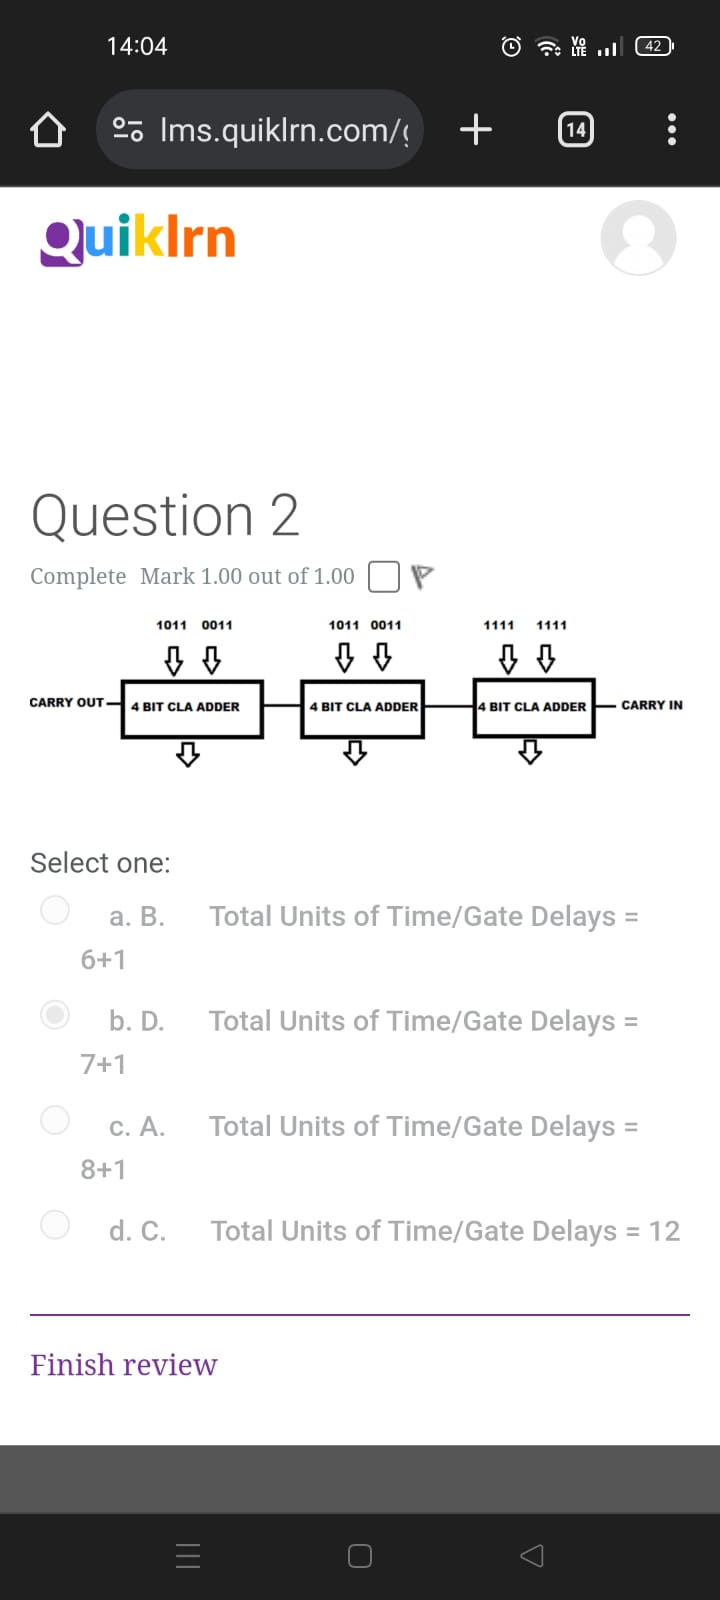 14:04
Vo LTE
42
lms.quiklrn.com/
14
Quiklrn
Question 2
Complete Mark 1.00 out of 1.00
1011 0011 1011 0011 1111 1111
CARRY OUT 4 BIT CLA ADDER 4 BIT CLA ADDER 4 BIT CLA ADDER CARRY IN
Select one:
a. B. Total Units of Time/Gate Delays =
6+1
b. D. Total Units of Time/Gate Delays =
7+1
c. A. Total Units of Time/Gate Delays =
8+1
d. C. Total Units of Time/Gate Delays = 12
Finish review